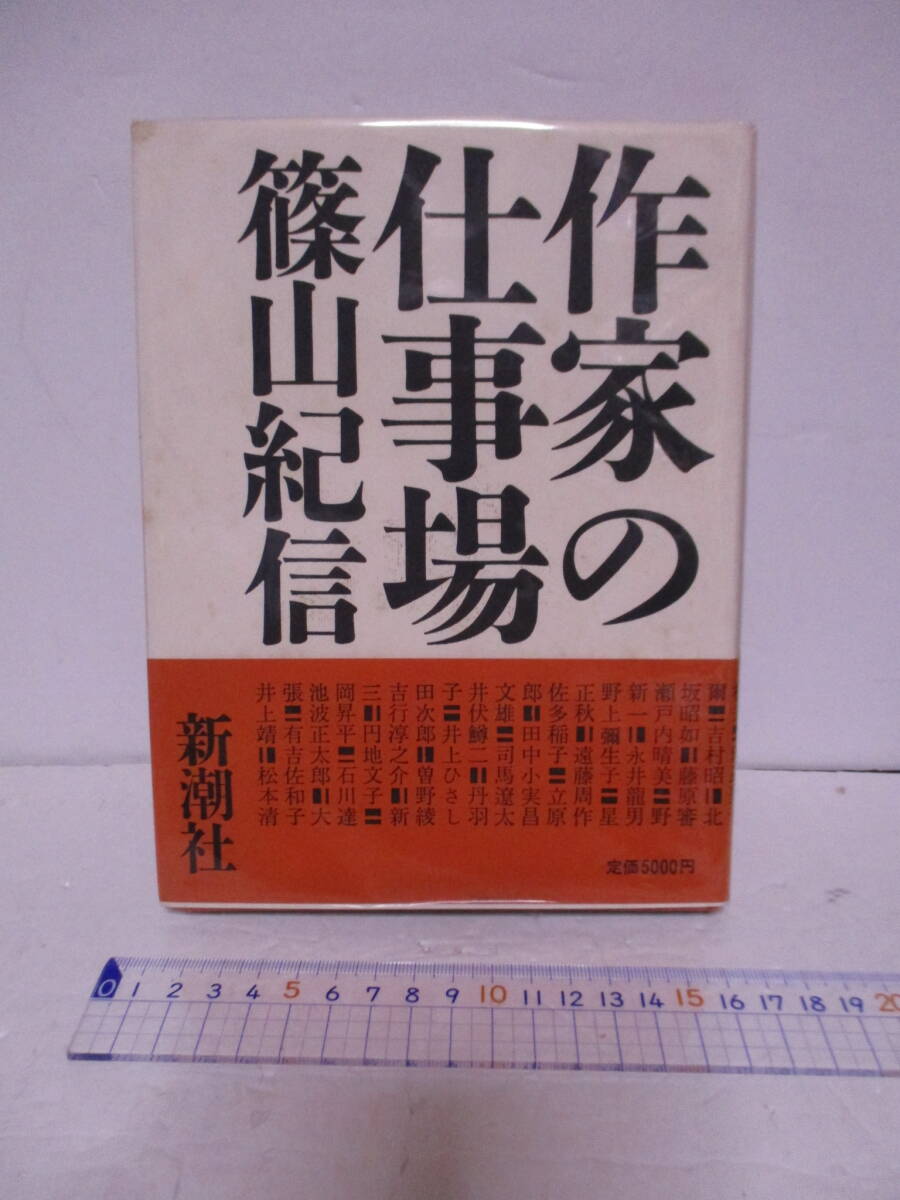 作家の
仕事場
篠山紀信
爾〓吉村昭〓北
坂昭如〓藤原審
瀬戸内晴美〓野
新一〓永井龍男
野上彌生子〓星
正秋〓遠藤周作
佐多稲子〓立原
郎〓田中小実昌
文雄〓司馬遼太
井伏鱒二〓丹羽
子〓井上ひさし
田次郎〓曽野綾
吉行淳之介〓新
三〓円地文子〓
岡昇平〓石川達
池波正太郎〓大
張〓有吉佐和子
井上靖〓松本清
新潮社
定価5000円
0 1 2 3 4 5 6 7 8 9 10 11 12 13 14 15 16 17 18 19 20